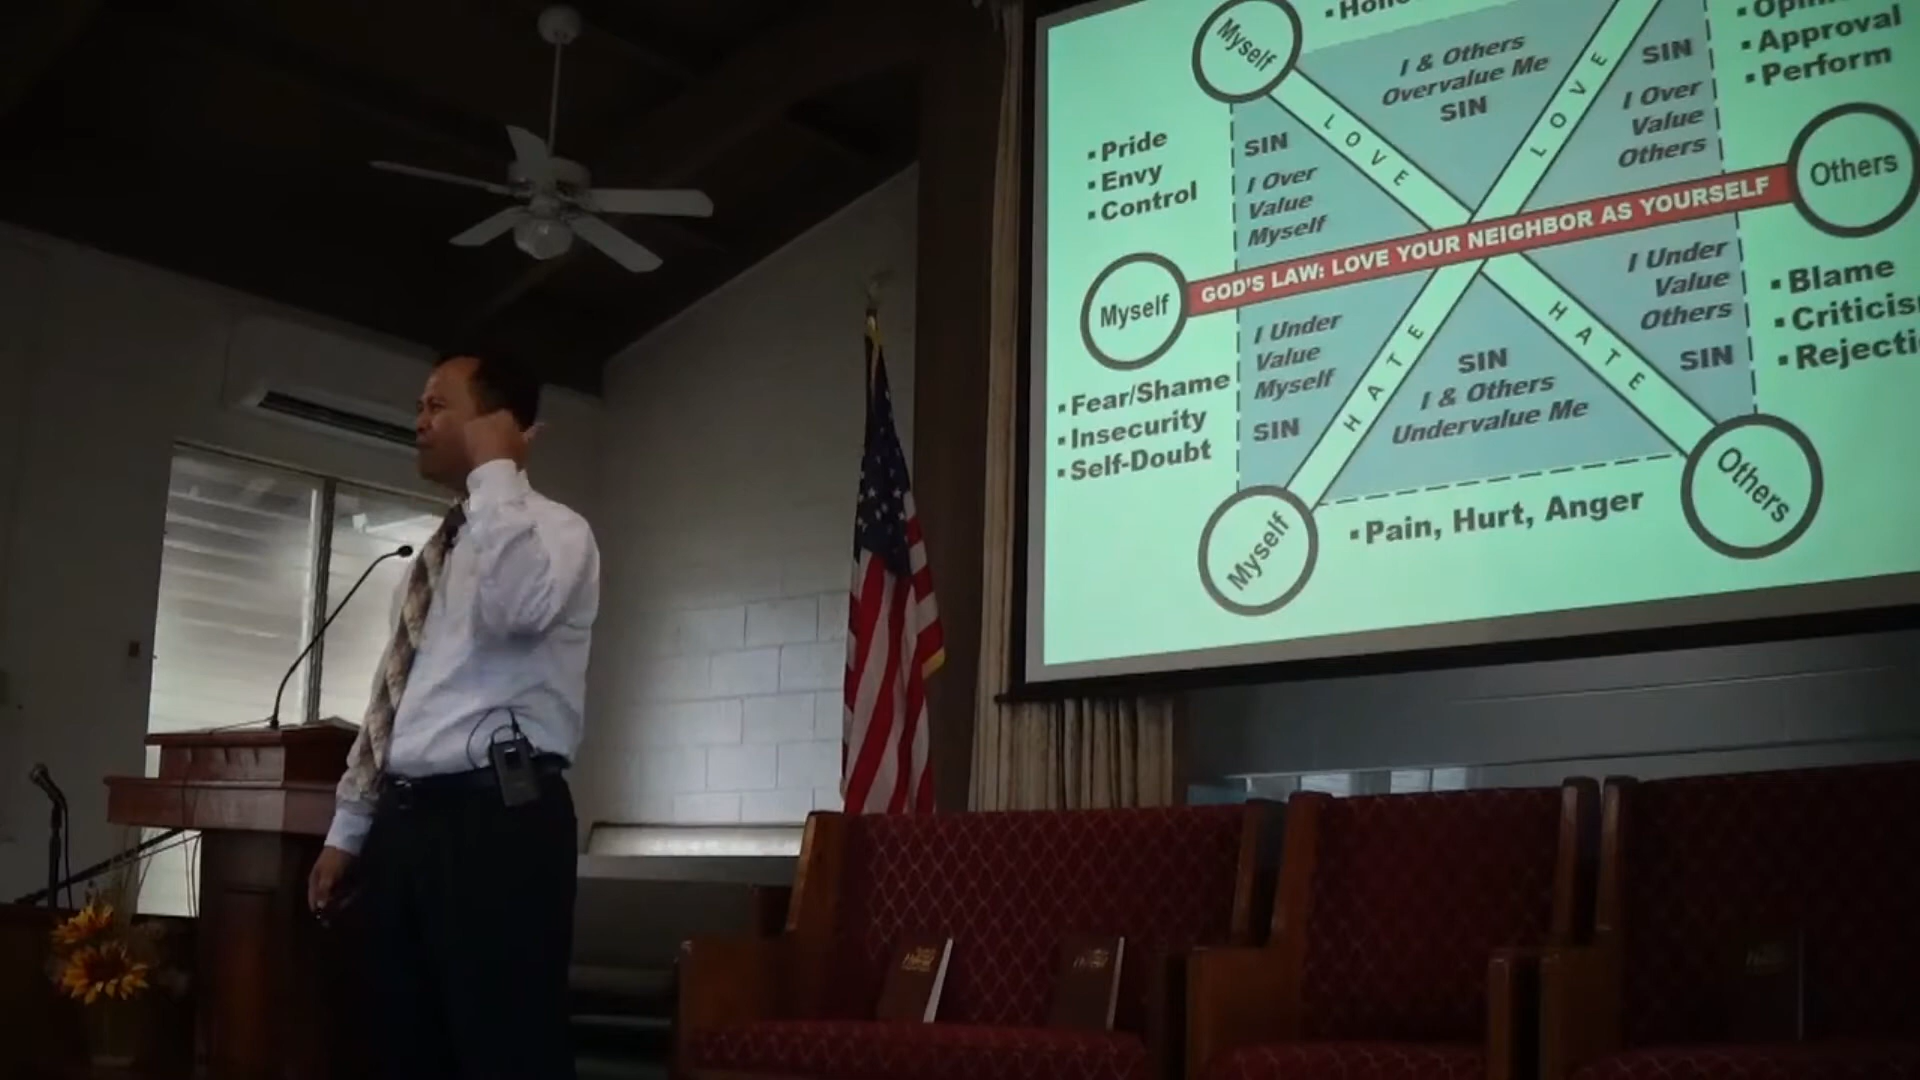 Myself
I & Others
Overvalue Me
SIN
LOVE
LOVE
SIN
I Over
Value
Others
▪ Approval
▪ Perform
▪ Pride
▪ Envy
▪ Control
SIN
I Over
Value
Myself
Others
Myself
GOD'S LAW: LOVE YOUR NEIGHBOR AS YOURSELF
I Under
Value
Others
SIN
▪ Blame
I Under
Value
Myself
SIN
HATE
HATE
SIN
I & Others
Undervalue Me
▪ Fear/Shame
▪ Insecurity
▪ Self-Doubt
Myself
▪ Pain, Hurt, Anger
Others